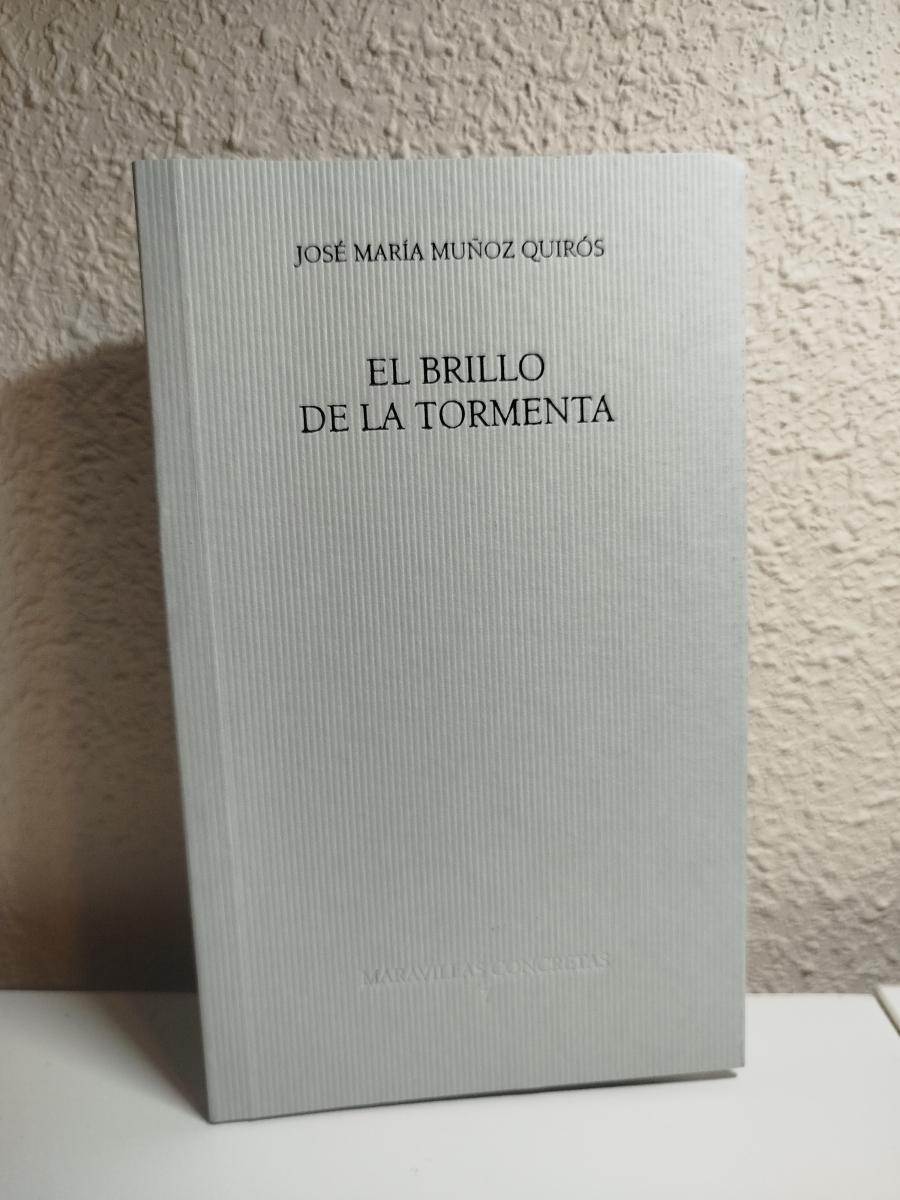 JOSÉ MARÍA MUÑOZ QUIRÓS
EL BRILLO
DE LA TORMENTA
MARAVILLAS CONCRETAS